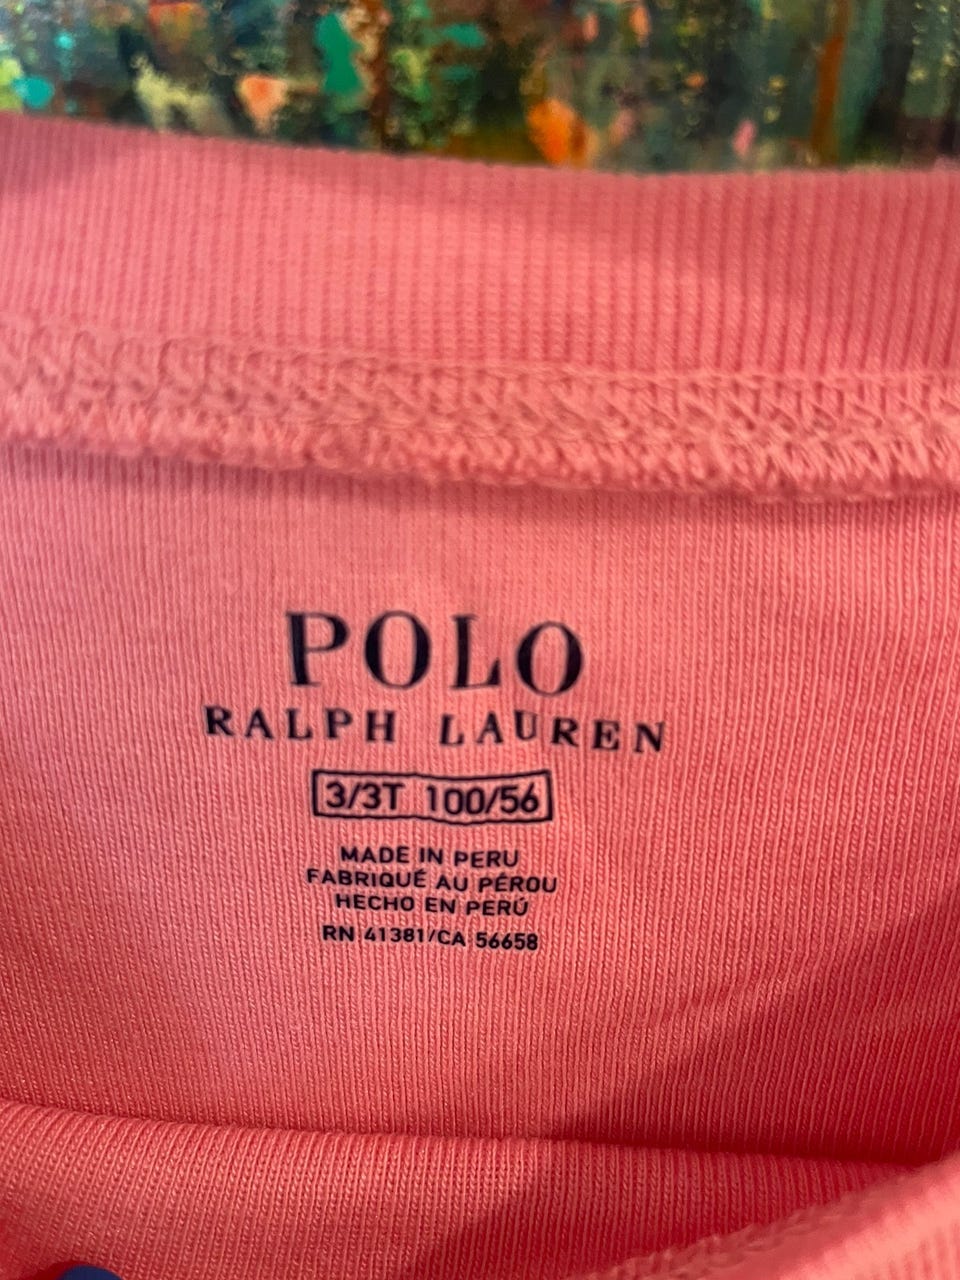 POLO
RALPH LAUREN
3/3T 100/56
MADE IN PERU
FABRIQUÉ AU PÉROU
HECHO EN PERÚ
RN 41381/CA 56658